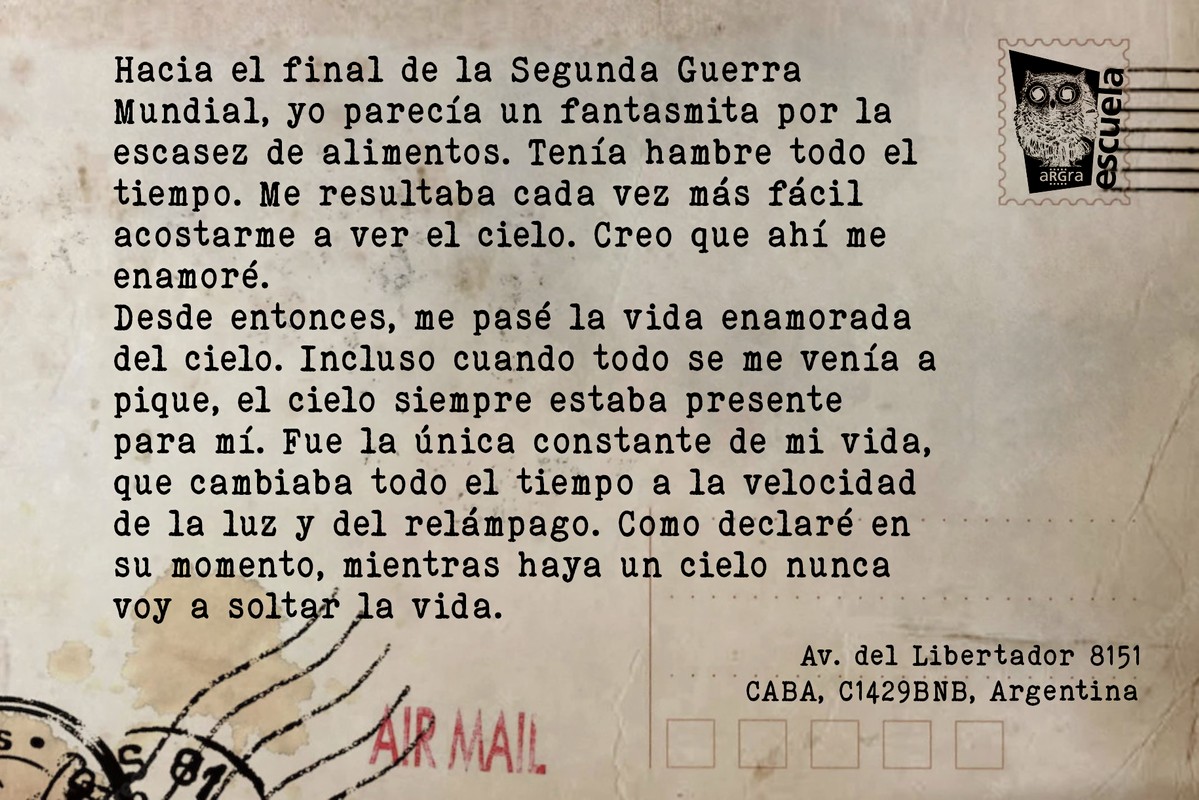 Hacia el final de la Segunda Guerra
Mundial, yo parecía un fantasmita por la
escasez de alimentos. Tenía hambre todo el
tiempo. Me resultaba cada vez más fácil
acostarme a ver el cielo. Creo que ahí me
enamoré.
Desde entonces, me pasé la vida enamorada
del cielo. Incluso cuando todo se me venía a
pique, el cielo siempre estaba presente
para mí. Fue la única constante de mi vida,
que cambiaba todo el tiempo a la velocidad
de la luz y del relámpago. Como declaré en
su momento, mientras haya un cielo nunca
voy a soltar la vida.
aRGra
escuela
Av. del Libertador 8151
CABA, C1429BNB, Argentina
AIR MAIL
S 81